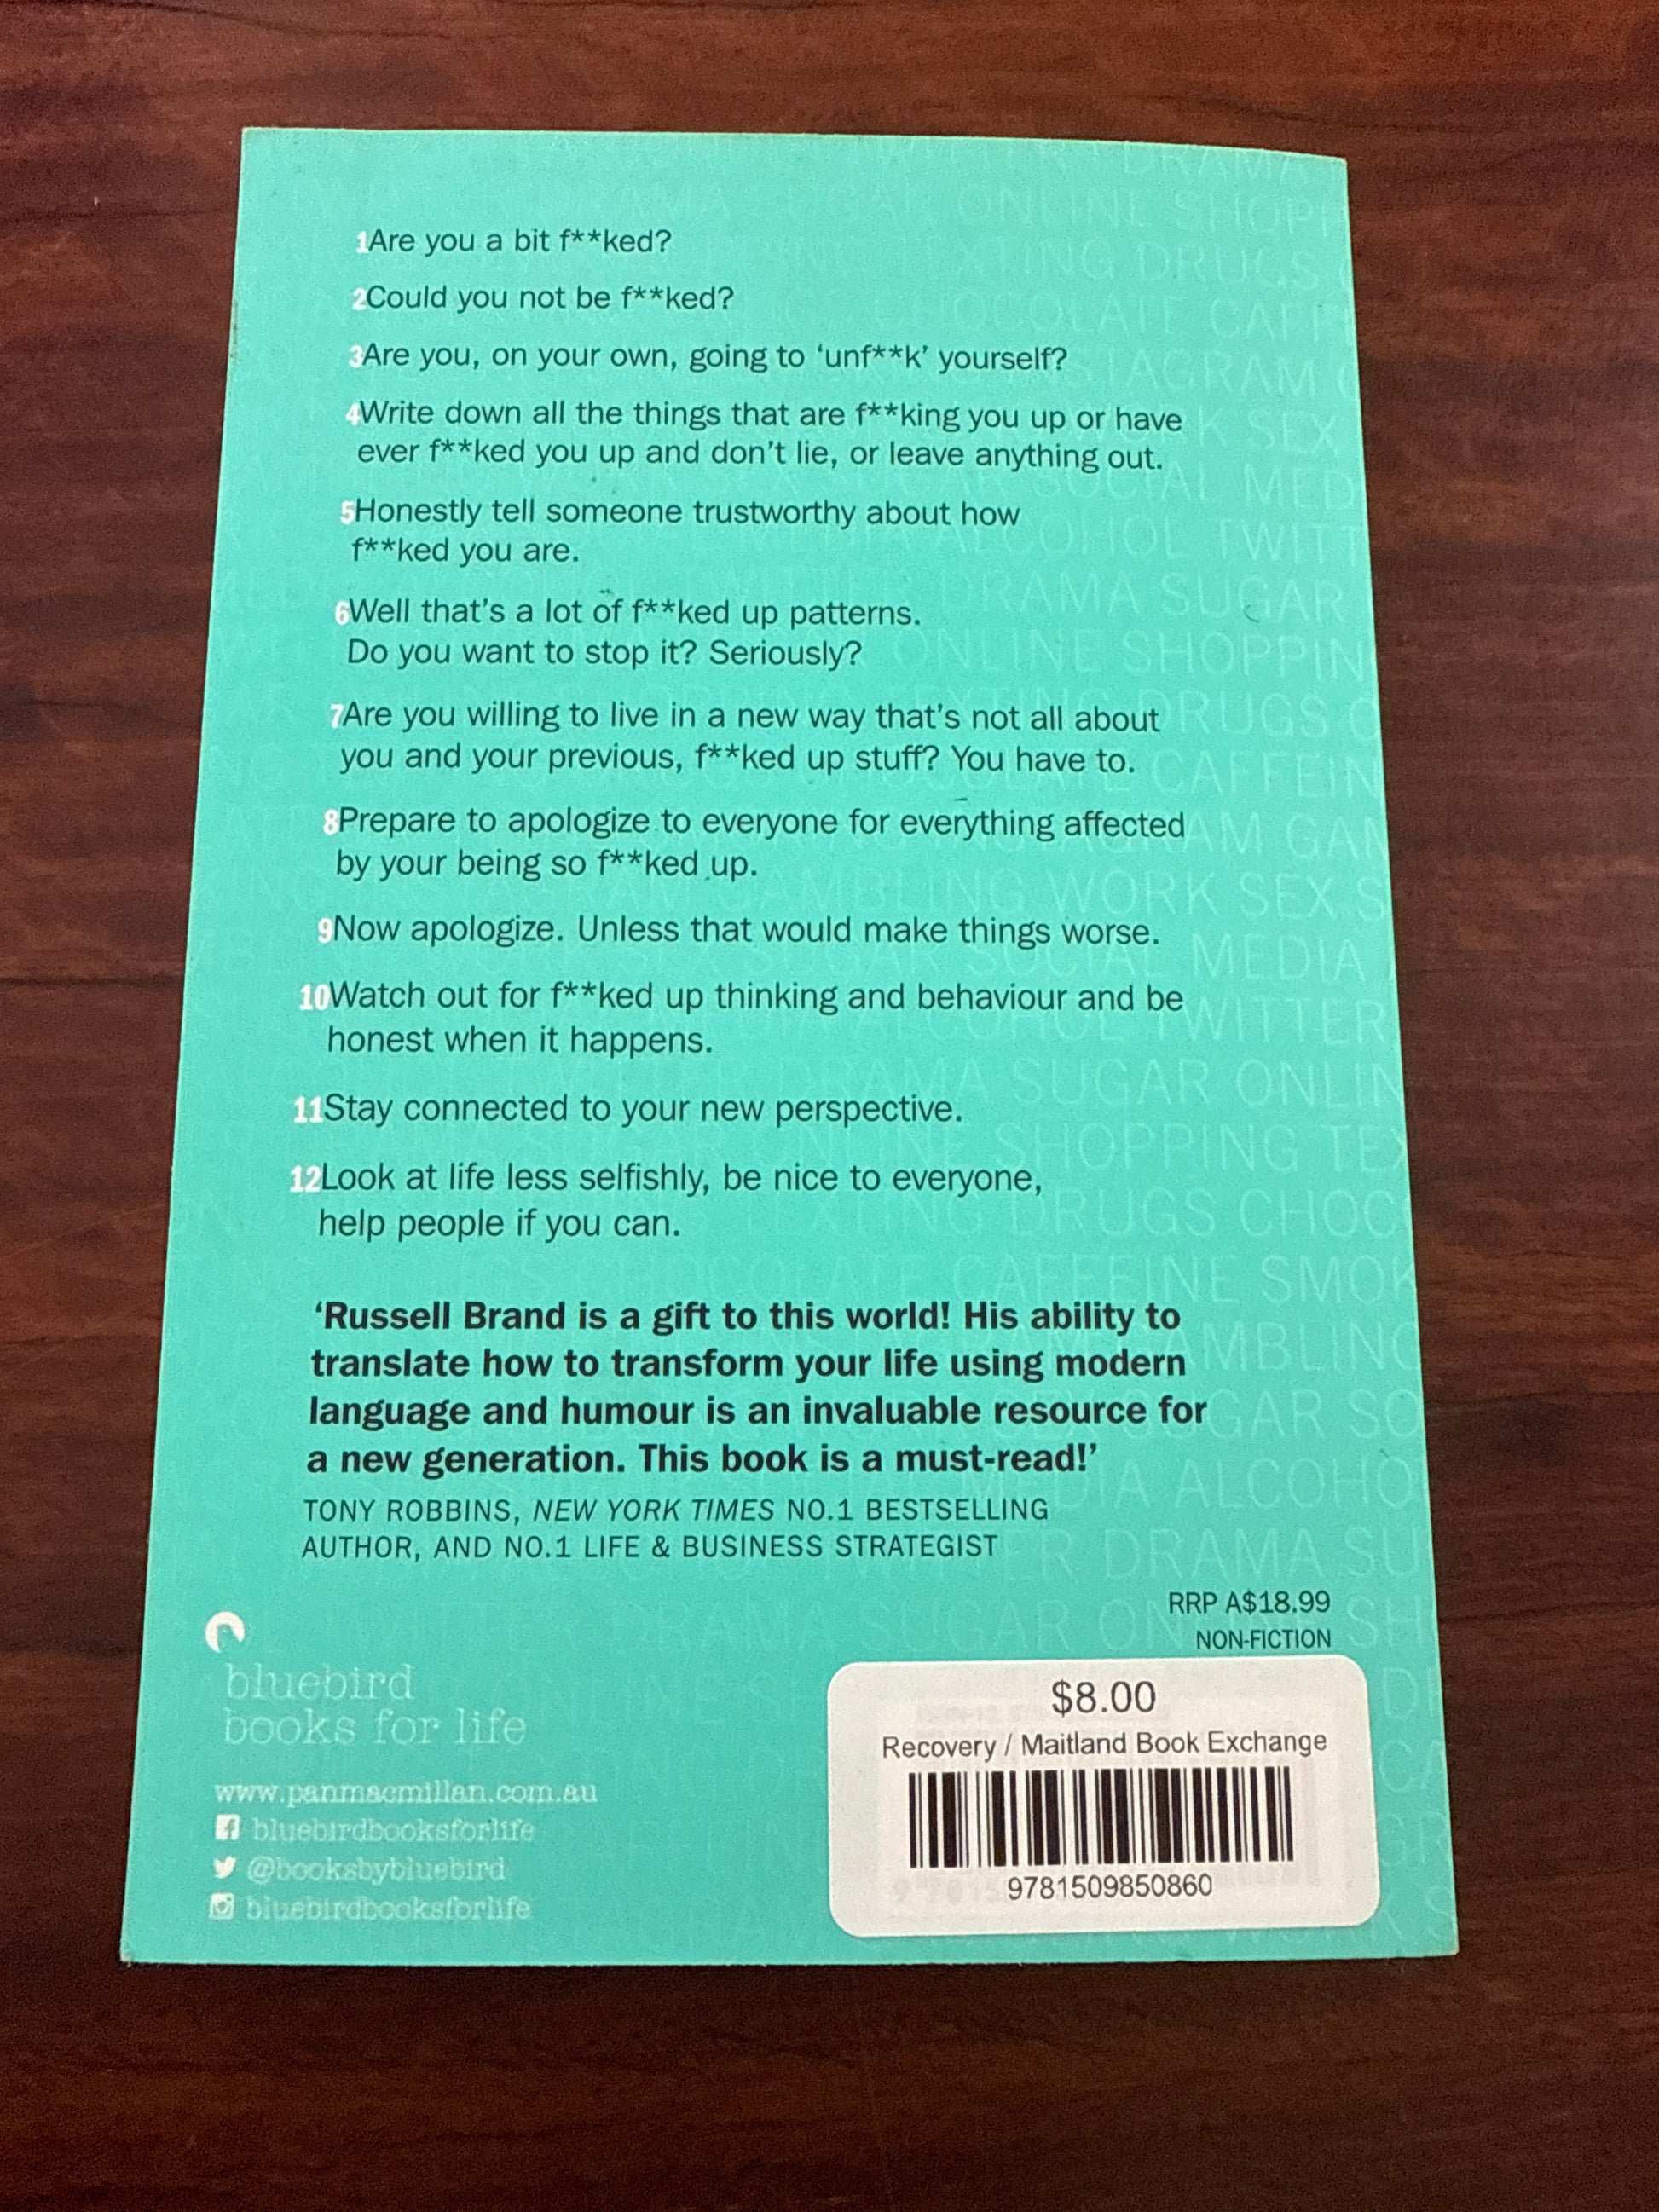 1Are you a bit f**ked?
2Could you not be f**ked?
3Are you, on your own, going to ‘unf**k’ yourself?
4Write down all the things that are f**king you up or have
ever f**ked you up and don’t lie, or leave anything out.
5Honestly tell someone trustworthy about how
f**ked you are.
6Well that’s a lot of f**ked up patterns.
Do you want to stop it? Seriously?
7Are you willing to live in a new way that’s not all about
you and your previous, f**ked up stuff? You have to.
8Prepare to apologize to everyone for everything affected
by your being so f**ked up.
9Now apologize. Unless that would make things worse.
10Watch out for f**ked up thinking and behaviour and be
honest when it happens.
11Stay connected to your new perspective.
12Look at life less selfishly, be nice to everyone,
help people if you can.
‘Russell Brand is a gift to this world! His ability to
translate how to transform your life using modern
language and humour is an invaluable resource for
a new generation. This book is a must-read!’
TONY ROBBINS, NEW YORK TIMES NO.1 BESTSELLING
AUTHOR, AND NO.1 LIFE & BUSINESS STRATEGIST
RRP A$18.99
NON-FICTION
bluebird
books for life
www.panmacmillan.com.au
bluebirdbooksforlife
@booksbybluebird
bluebirdbooksforlife
$8.00
Recovery / Maitland Book Exchange
9781509850860